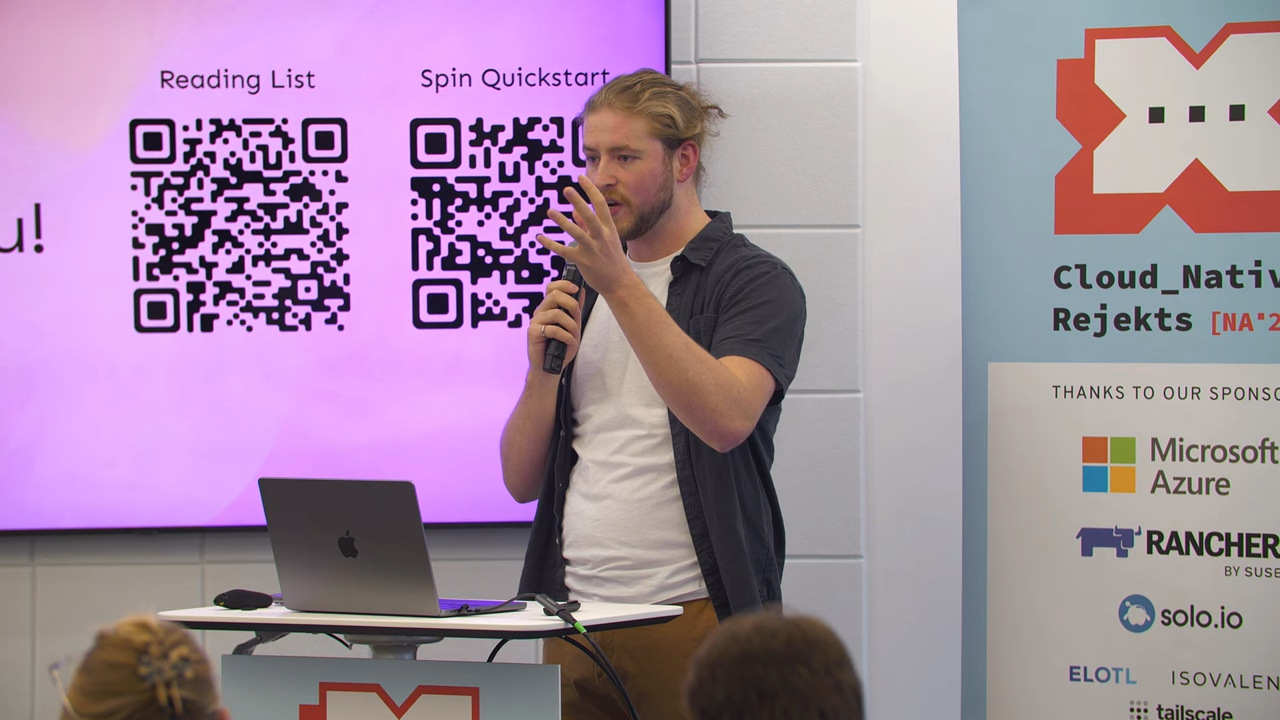 Reading List
Spin Quickstart
u!
Cloud_Nativ
Rejekts [NA'2
THANKS TO OUR SPONSO
Microsoft
Azure
RANCHER
BY SUSE
solo.io
ELOTL ISOVALEN
tailscale